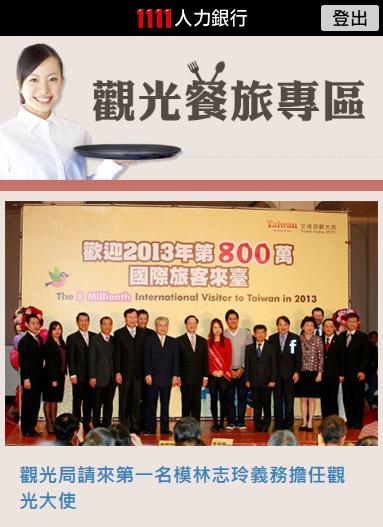 1111人力銀行
登出
觀光餐旅專區
Taiwan 交通部觀光局
歡迎2013年第800萬
國際旅客來臺
The 8 Millionth International Visitor to Taiwan in 2013
f
觀光局請來第一名模林志玲義務擔任觀
光大使